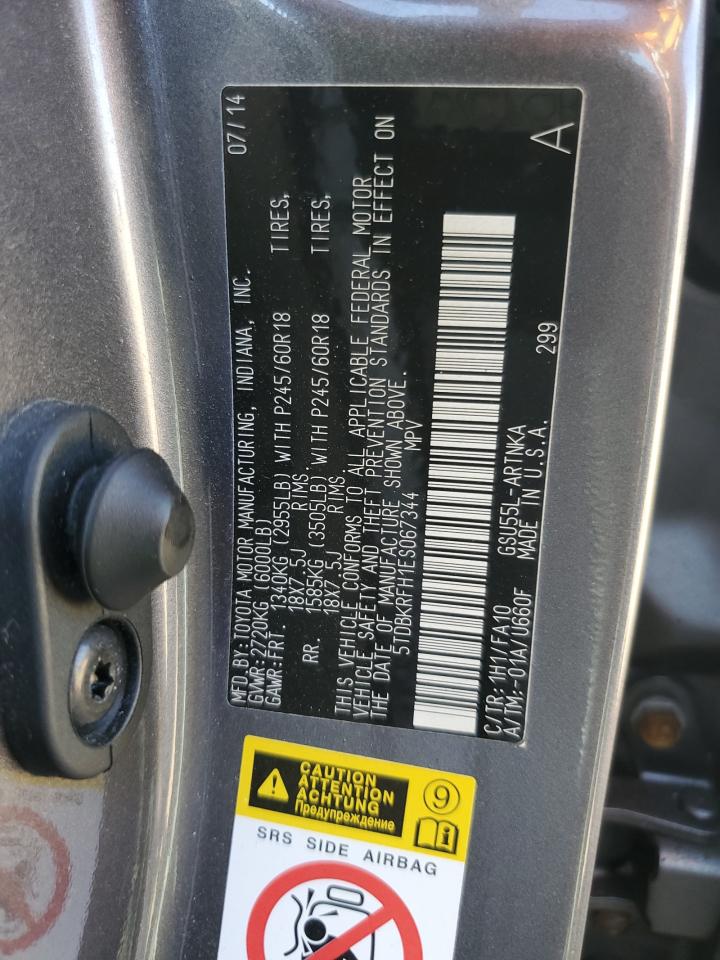 MFD.BY:TOYOTA MOTOR MANUFACTURING, INDIANA, INC. 07/14
GVWR:2720KG(6000LB)
GAWR:FRT. 1340KG (2955LB) WITH P245/60R18 TIRES,
18X7.5J RIMS
RR. 1585KG (3505LB) WITH P245/60R18 TIRES,
18X7.5J RIMS
THIS VEHICLE CONFORMS TO ALL APPLICABLE FEDERAL MOTOR
VEHICLE SAFETY AND THEFT PREVENTION STANDARDS IN EFFECT ON
THE DATE OF MANUFACTURE SHOWN ABOVE.
5TDBKRFH1ES067344 MPV
C/TR: 1H1/FA10 GSU55L-ARTNKA
A/TM:-01A/U660F MADE IN U.S.A. 299 A
CAUTION
ATTENTION
ACHTUNG
Предупреждение
9
i
SRS SIDE AIRBAG